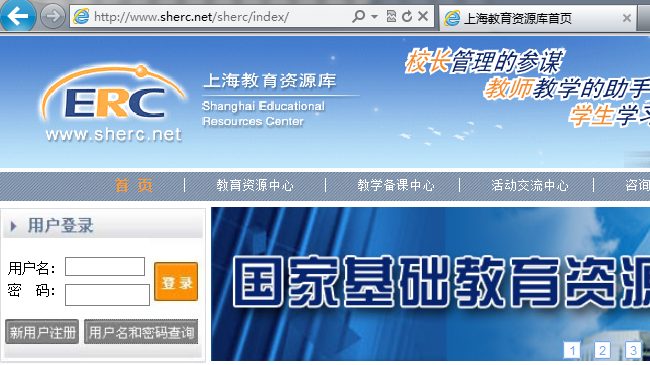 http://www.sherc.net/sherc/index/
上海教育资源库首页
ERC
www.sherc.net
上海教育资源库
Shanghai Educational
Resources Center
校长管理的参谋
教师教学的助手
学生学习
首 页
教育资源中心
教学备课中心
活动交流中心
咨询
用户登录
用户名:
密 码:
登录
新用户注册
用户名和密码查询
国家基础教育资源
1 2 3